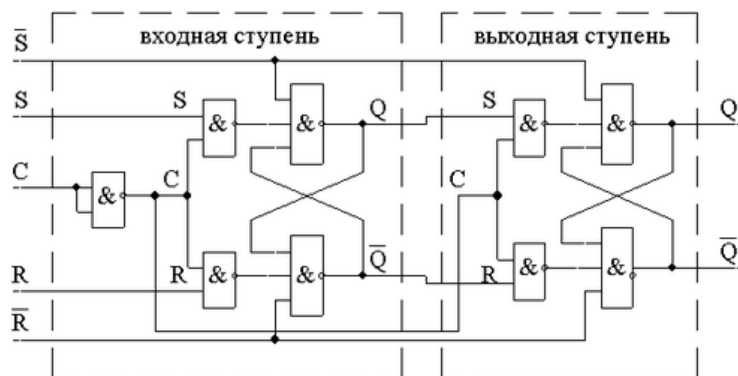 входная ступень
выходная ступень
S̅
S S & & Q S & & Q
C & C C
R R & & Q̅ R & & Q̅
R̅